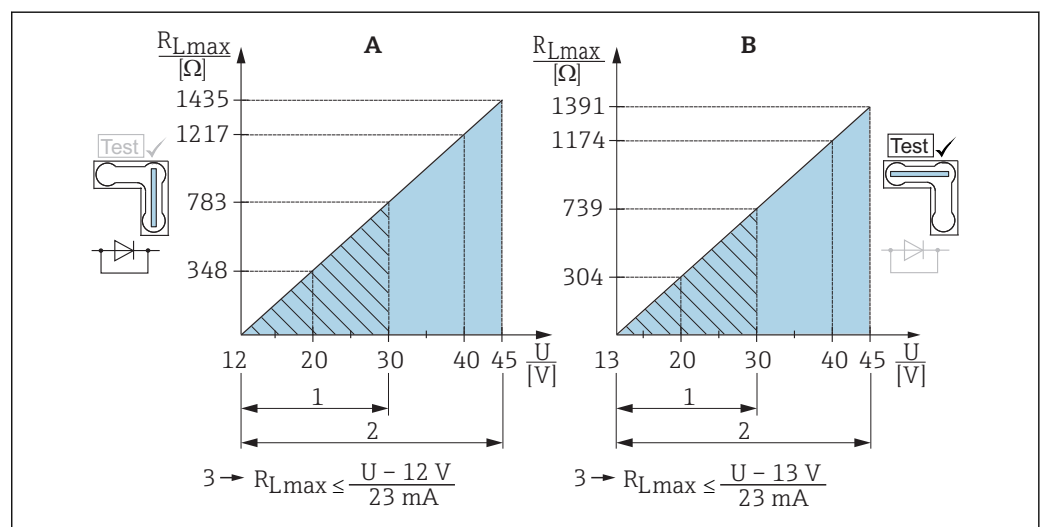 A
R_Lmax
[Ω]
1435
1217
783
348
12 20 30 40 45 U
[V]
Test
1
2
3 R_Lmax ≤ U – 12 V
23 mA
B
R_Lmax
[Ω]
1391
1174
739
304
13 20 30 40 45 U
[V]
Test
1
2
3 R_Lmax ≤ U – 13 V
23 mA